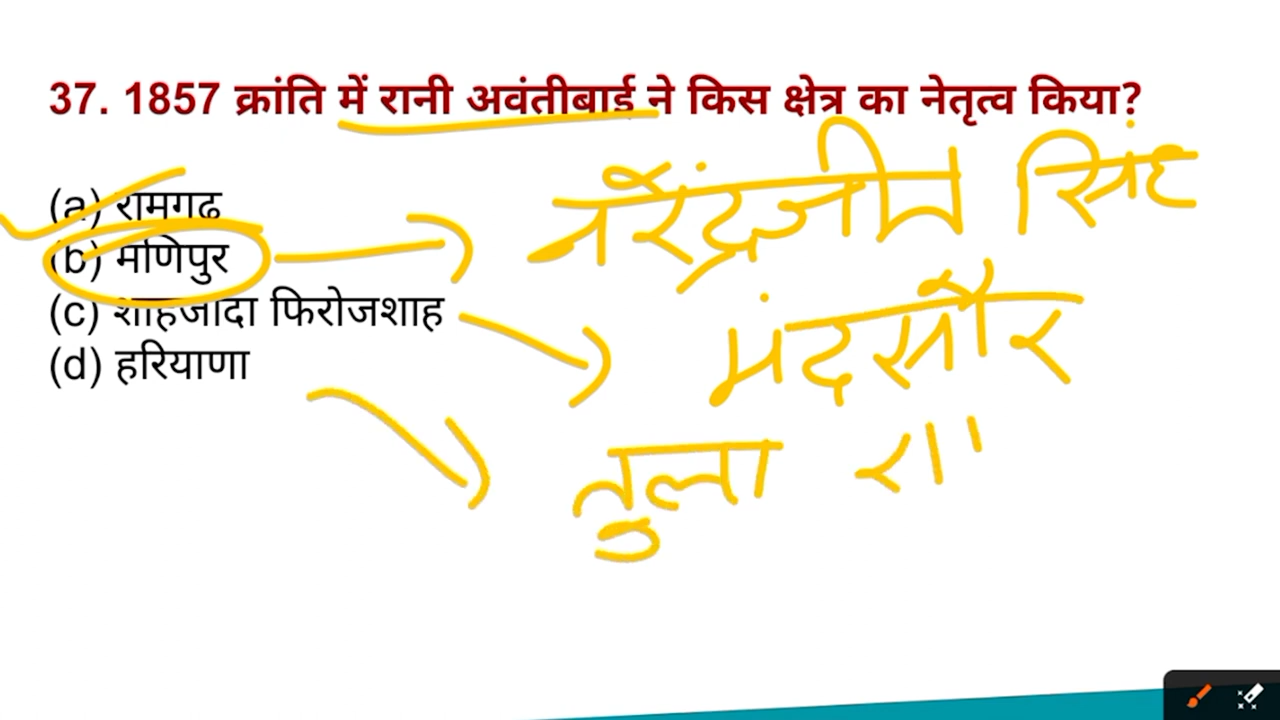 37. 1857 क्रांति में रानी अवंतीबाई ने किस क्षेत्र का नेतृत्व किया?
(a) रामगढ
नरेंद्रजीत सिंह
(b) मणिपुर
(c) शाहजादा फिरोजशाह
मंदसौर
(d) हरियाणा
तुला रा